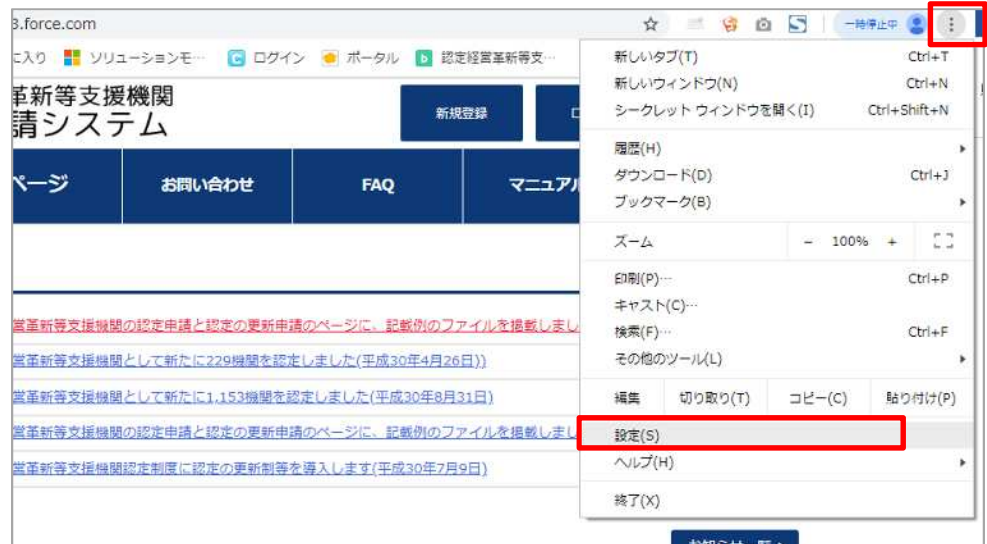 3.force.com
一時停止中
に入り ソリューションモ… ログイン ポータル 認定経営革新等支…
革新等支援機関
請システム
新規登録
ページ お問い合わせ FAQ マニュアル
営革新等支援機関の認定申請と認定の更新申請のページに、記載例のファイルを掲載しまし
営革新等支援機関として新たに229機関を認定しました(平成30年4月26日))
営革新等支援機関として新たに1,153機関を認定しました(平成30年8月31日)
営革新等支援機関の認定申請と認定の更新申請のページに、記載例のファイルを掲載しまし
営革新等支援機関認定制度に認定の更新制等を導入します(平成30年7月9日)
新しいタブ(T) Ctrl+T
新しいウィンドウ(N) Ctrl+N
シークレット ウィンドウを開く(I) Ctrl+Shift+N
履歴(H)
ダウンロード(D) Ctrl+J
ブックマーク(B)
ズーム － 100% ＋
印刷(P)… Ctrl+P
キャスト(C)…
検索(F)… Ctrl+F
その他のツール(L)
編集 切り取り(T) コピー(C) 貼り付け(P)
設定(S)
ヘルプ(H)
終了(X)